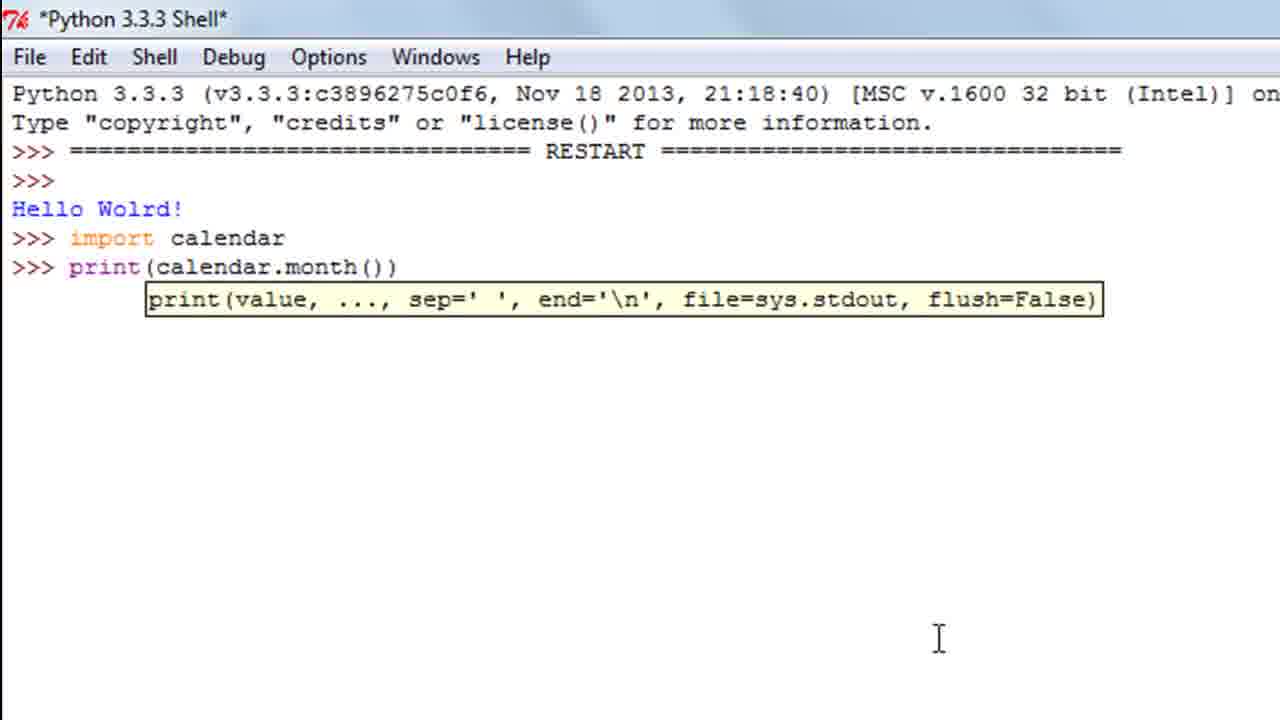 *Python 3.3.3 Shell*
File Edit Shell Debug Options Windows Help
Python 3.3.3 (v3.3.3:c3896275c0f6, Nov 18 2013, 21:18:40) [MSC v.1600 32 bit (Intel)] on
Type "copyright", "credits" or "license()" for more information.
>>> ================================ RESTART ================================
>>>
Hello Wolrd!
>>> import calendar
>>> print(calendar.month())
print(value, ..., sep=' ', end='\n', file=sys.stdout, flush=False)